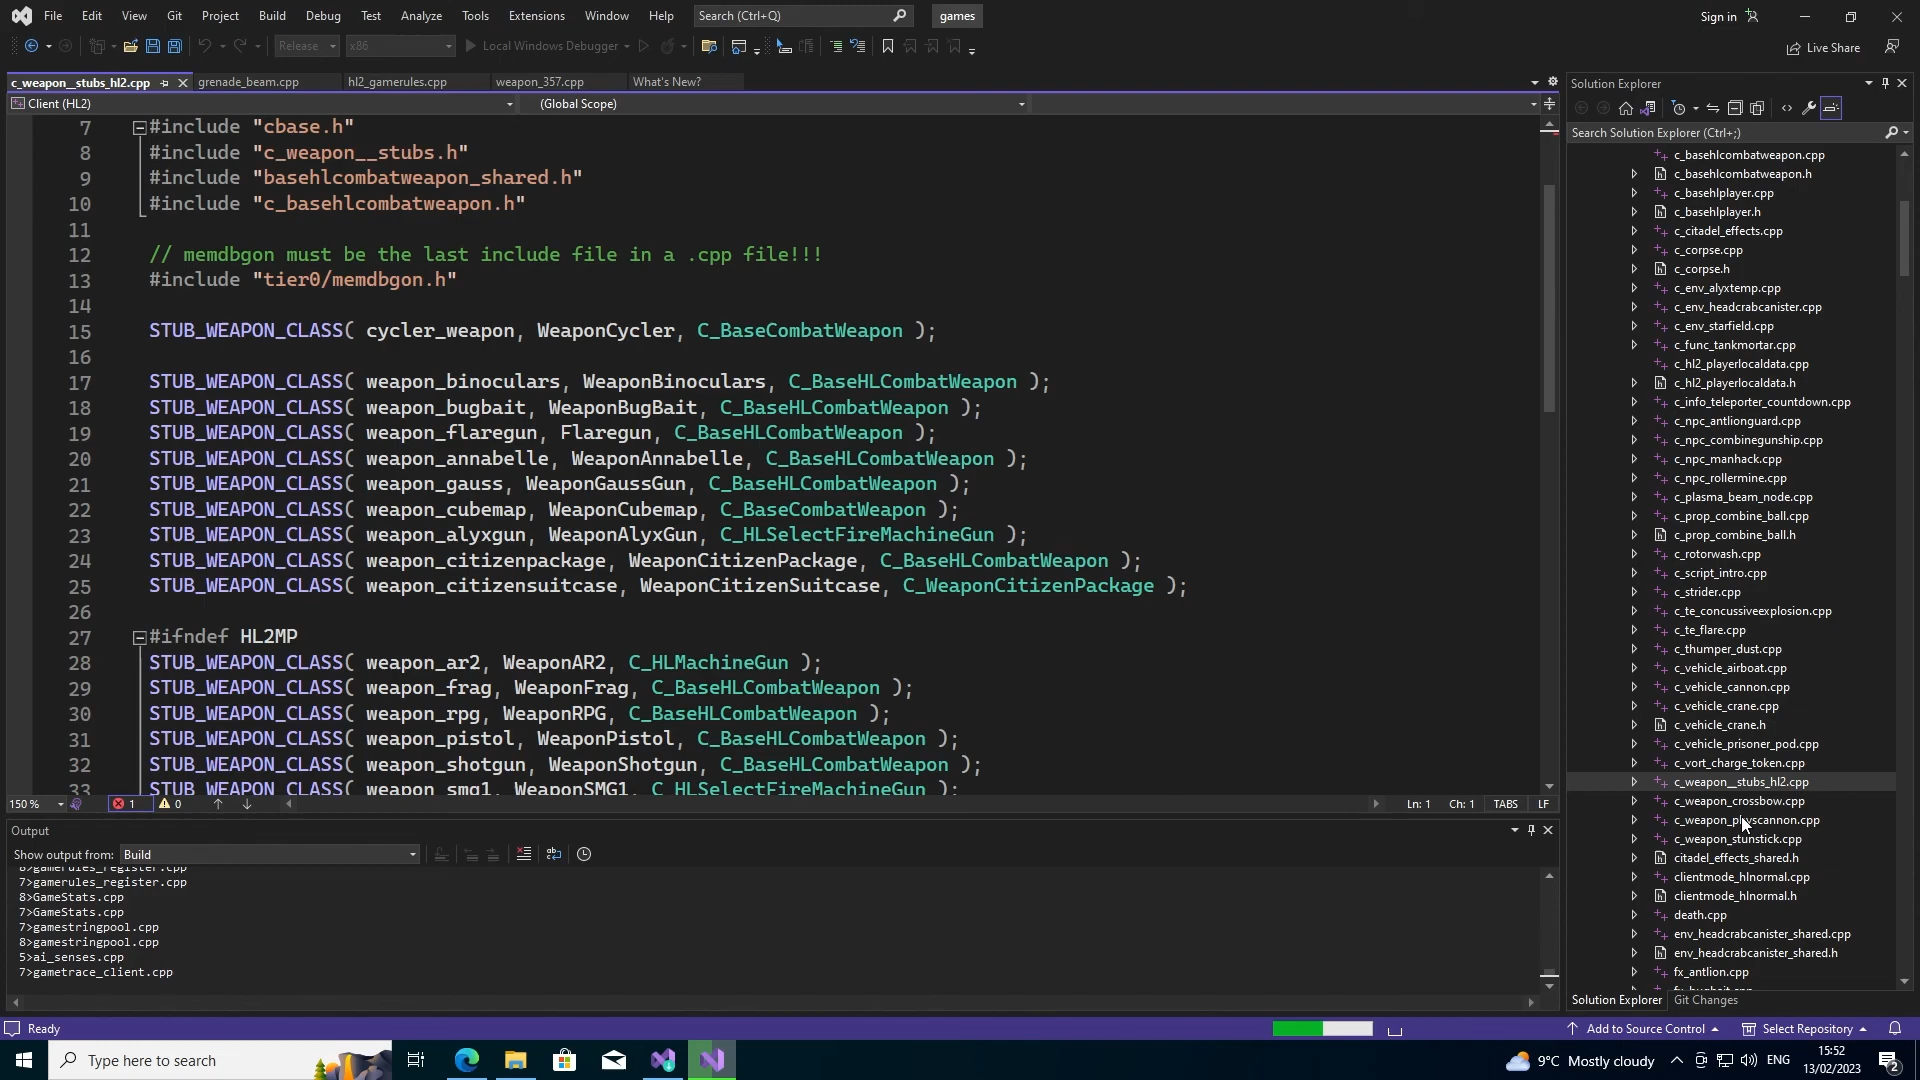 File Edit View Git Project Build Debug Test Analyze Tools Extensions Window Help Search (Ctrl+Q) games Sign in
Release x86 Local Windows Debugger Live Share
c_weapon__stubs_hl2.cpp grenade_beam.cpp hl2_gamerules.cpp weapon_357.cpp What's New?
Client (HL2) (Global Scope)
7 #include "cbase.h"
8 #include "c_weapon__stubs.h"
9 #include "basehlcombatweapon_shared.h"
10 #include "c_basehlcombatweapon.h"
11
12 // memdbgon must be the last include file in a .cpp file!!!
13 #include "tier0/memdbgon.h"
14
15 STUB_WEAPON_CLASS( cycler_weapon, WeaponCycler, C_BaseCombatWeapon );
16
17 STUB_WEAPON_CLASS( weapon_binoculars, WeaponBinoculars, C_BaseHLCombatWeapon );
18 STUB_WEAPON_CLASS( weapon_bugbait, WeaponBugBait, C_BaseHLCombatWeapon );
19 STUB_WEAPON_CLASS( weapon_flaregun, Flaregun, C_BaseHLCombatWeapon );
20 STUB_WEAPON_CLASS( weapon_annabelle, WeaponAnnabelle, C_BaseHLCombatWeapon );
21 STUB_WEAPON_CLASS( weapon_gauss, WeaponGaussGun, C_BaseHLCombatWeapon );
22 STUB_WEAPON_CLASS( weapon_cubemap, WeaponCubemap, C_BaseCombatWeapon );
23 STUB_WEAPON_CLASS( weapon_alyxgun, WeaponAlyxGun, C_HLSelectFireMachineGun );
24 STUB_WEAPON_CLASS( weapon_citizenpackage, WeaponCitizenPackage, C_BaseHLCombatWeapon );
25 STUB_WEAPON_CLASS( weapon_citizensuitcase, WeaponCitizenSuitcase, C_WeaponCitizenPackage );
26
27 #ifndef HL2MP
28 STUB_WEAPON_CLASS( weapon_ar2, WeaponAR2, C_HLMachineGun );
29 STUB_WEAPON_CLASS( weapon_frag, WeaponFrag, C_BaseHLCombatWeapon );
30 STUB_WEAPON_CLASS( weapon_rpg, WeaponRPG, C_BaseHLCombatWeapon );
31 STUB_WEAPON_CLASS( weapon_pistol, WeaponPistol, C_BaseHLCombatWeapon );
32 STUB_WEAPON_CLASS( weapon_shotgun, WeaponShotgun, C_BaseHLCombatWeapon );
33 STUB_WEAPON_CLASS( weapon_smg1, WeaponSMG1, C_HLSelectFireMachineGun );
150 % 1 0 Ln: 1 Ch: 1 TABS LF
Output
Show output from: Build
8>gamerules_register.cpp
7>gamerules_register.cpp
8>GameStats.cpp
7>GameStats.cpp
7>gamestringpool.cpp
8>gamestringpool.cpp
5>ai_senses.cpp
7>gametrace_client.cpp
Solution Explorer
Search Solution Explorer (Ctrl+;)
c_basehlcombatweapon.cpp
c_basehlcombatweapon.h
c_basehlplayer.cpp
c_basehlplayer.h
c_citadel_effects.cpp
c_corpse.cpp
c_corpse.h
c_env_alyxtemp.cpp
c_env_headcrabcanister.cpp
c_env_starfield.cpp
c_func_tankmortar.cpp
c_hl2_playerlocaldata.cpp
c_hl2_playerlocaldata.h
c_info_teleporter_countdown.cpp
c_npc_antlionguard.cpp
c_npc_combinegunship.cpp
c_npc_manhack.cpp
c_npc_rollermine.cpp
c_plasma_beam_node.cpp
c_prop_combine_ball.cpp
c_prop_combine_ball.h
c_rotorwash.cpp
c_script_intro.cpp
c_strider.cpp
c_te_concussiveexplosion.cpp
c_te_flare.cpp
c_thumper_dust.cpp
c_vehicle_airboat.cpp
c_vehicle_cannon.cpp
c_vehicle_crane.cpp
c_vehicle_crane.h
c_vehicle_prisoner_pod.cpp
c_vort_charge_token.cpp
c_weapon__stubs_hl2.cpp
c_weapon_crossbow.cpp
c_weapon_physcannon.cpp
c_weapon_stunstick.cpp
citadel_effects_shared.h
clientmode_hlnormal.cpp
clientmode_hlnormal.h
death.cpp
env_headcrabcanister_shared.cpp
env_headcrabcanister_shared.h
fx_antlion.cpp
fx_bugbait.cpp
Solution Explorer Git Changes
Ready Add to Source Control Select Repository
Type here to search 9°C Mostly cloudy ENG 15:52
13/02/2023
2